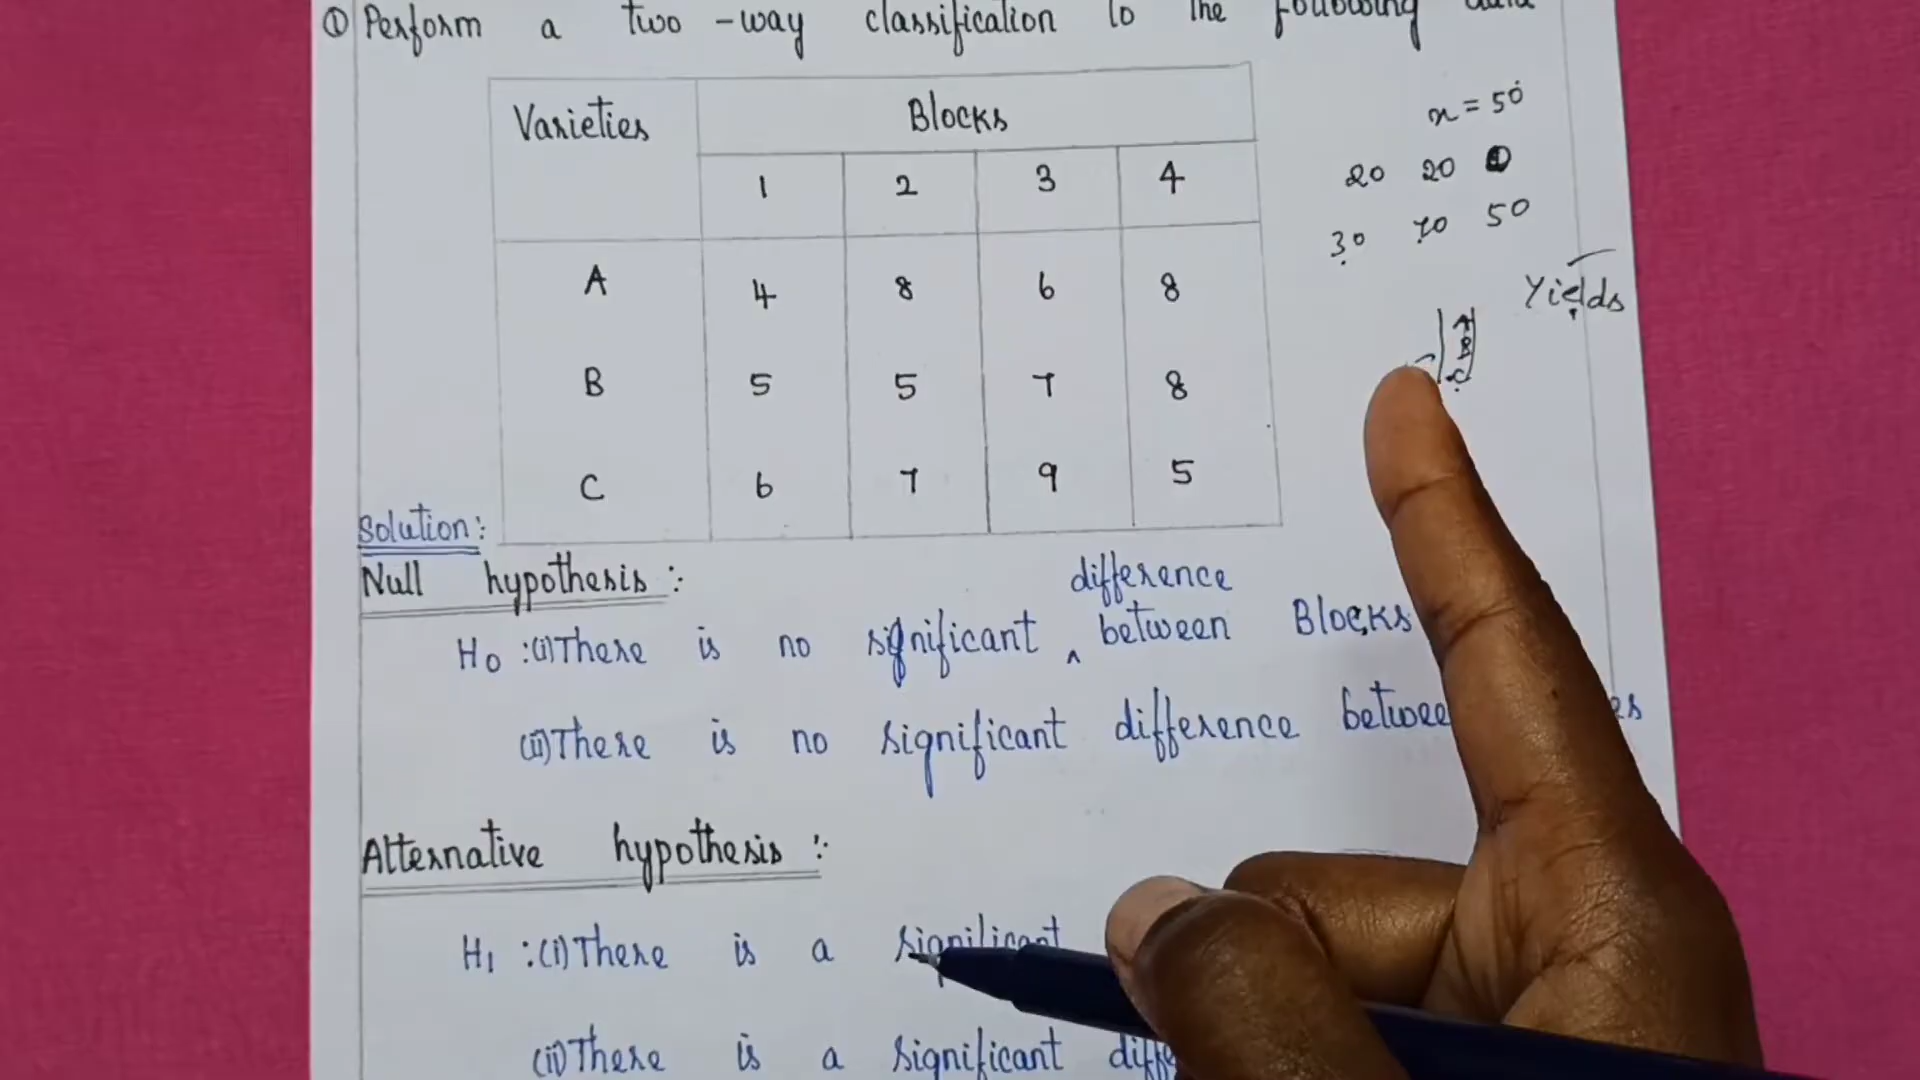 ① Perform a two-way classification to the following data
Varieties Blocks
1 2 3 4
A 4 8 6 8
B 5 5 7 8
C 6 7 9 5
n = 50
20 20
30 70 50
Yields
A
B
C
Solution:
Null hypothesis:
difference
H0 :(i)There is no significant ^ between Blocks
(ii)There is no significant difference
Alternative hypothesis:
H1 :(i)There is a significant
(ii)There is a significant